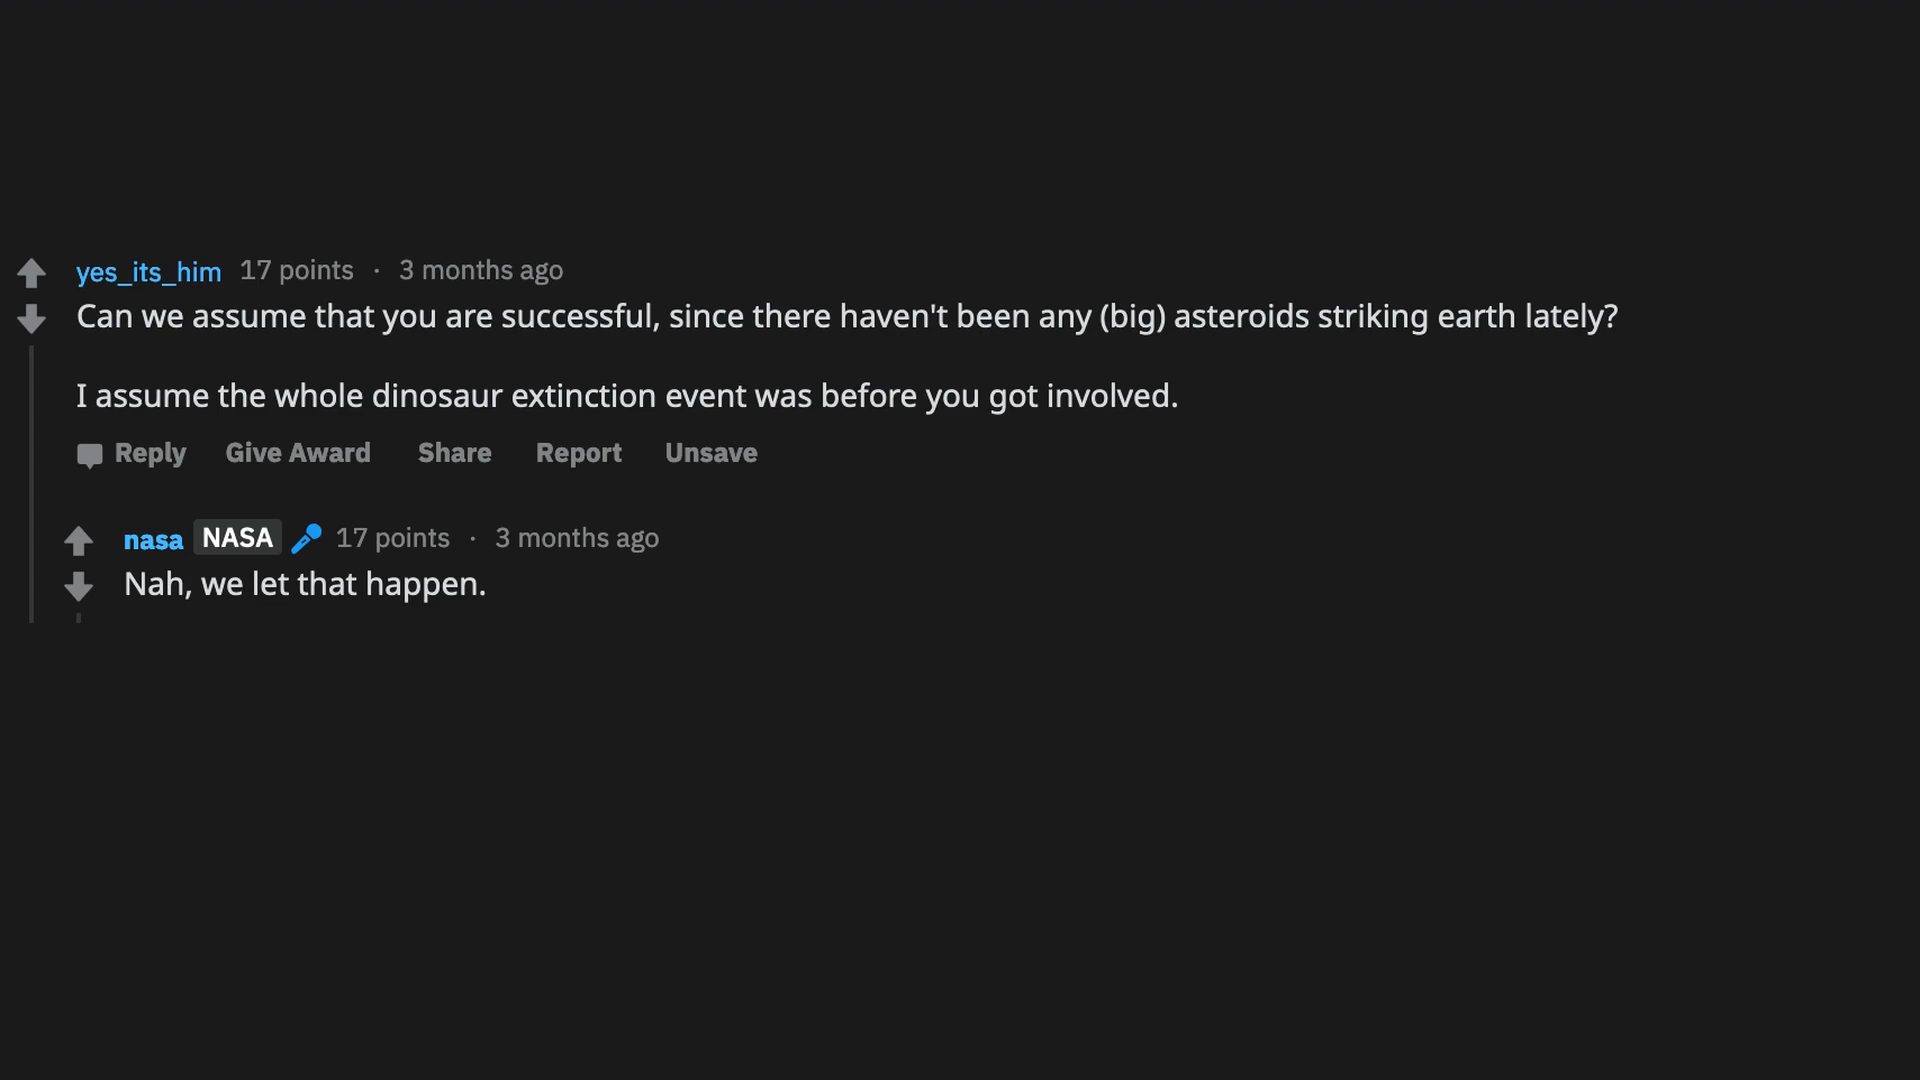 yes_its_him 17 points · 3 months ago
Can we assume that you are successful, since there haven't been any (big) asteroids striking earth lately?
I assume the whole dinosaur extinction event was before you got involved.
Reply Give Award Share Report Unsave
nasa NASA 17 points · 3 months ago
Nah, we let that happen.